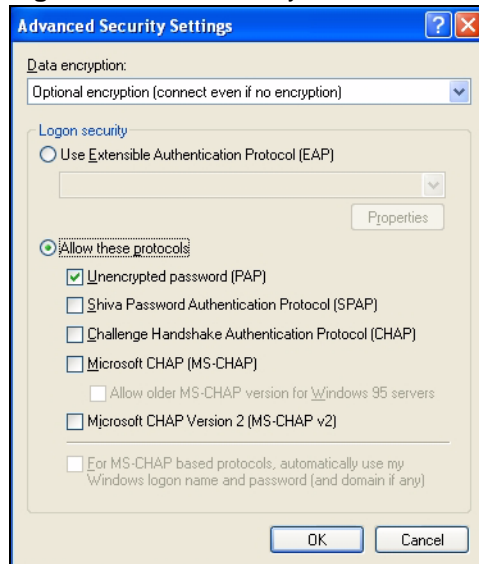 Advanced Security Settings
Data encryption:
Optional encryption (connect even if no encryption)
Logon security
Use Extensible Authentication Protocol (EAP)
Properties
Allow these protocols
Unencrypted password (PAP)
Shiva Password Authentication Protocol (SPAP)
Challenge Handshake Authentication Protocol (CHAP)
Microsoft CHAP (MS-CHAP)
Allow older MS-CHAP version for Windows 95 servers
Microsoft CHAP Version 2 (MS-CHAP v2)
For MS-CHAP based protocols, automatically use my
Windows logon name and password (and domain if any)
OK Cancel